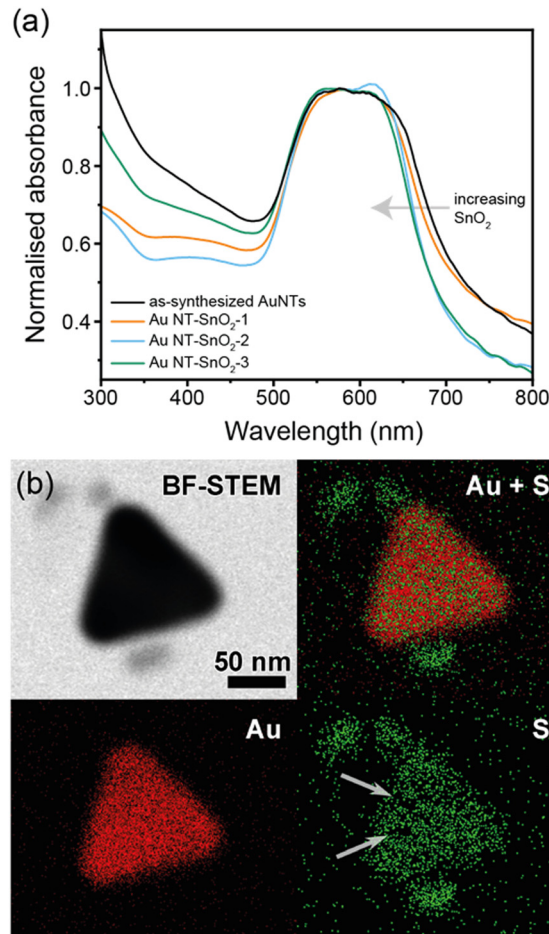 (a)
Normalised absorbance
1.0
0.8
0.6
0.4
increasing
SnO₂
as-synthesized AuNTs
Au NT-SnO₂-1
Au NT-SnO₂-2
Au NT-SnO₂-3
300 400 500 600 700 800
Wavelength (nm)
(b)
BF-STEM
50 nm
Au + S
Au
S